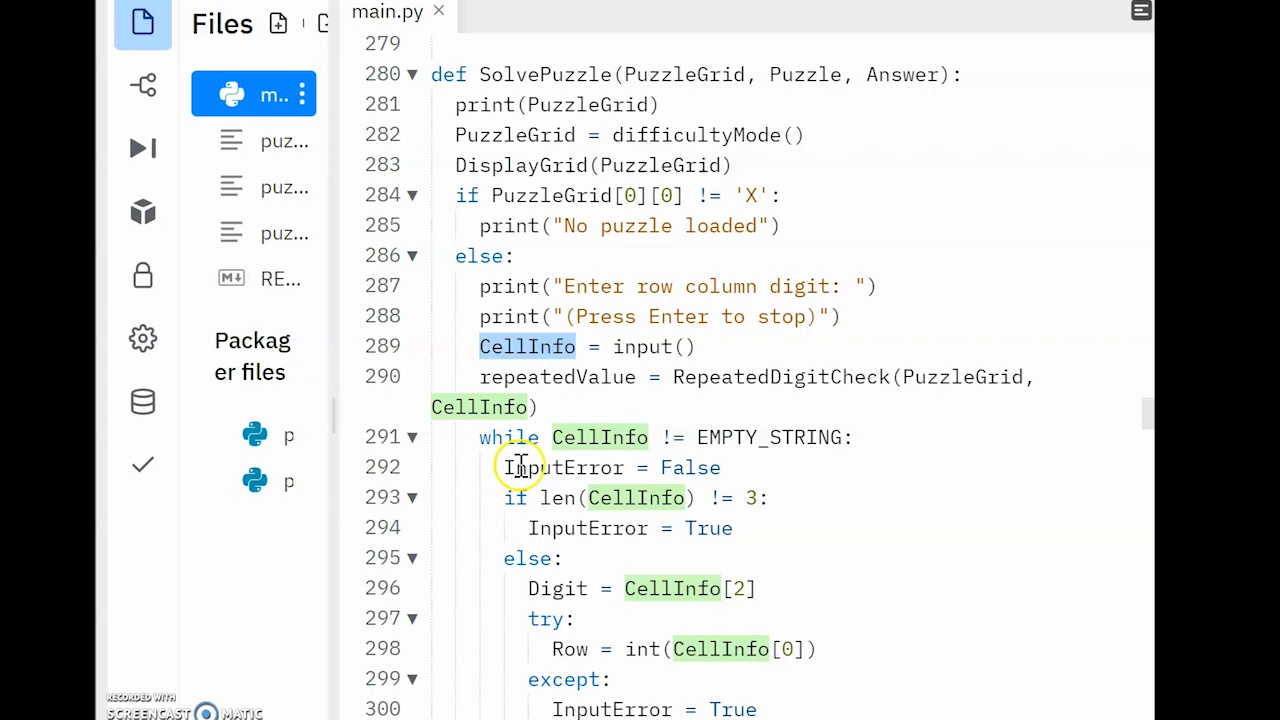 main.py ×
Files
279
280 def SolvePuzzle(PuzzleGrid, Puzzle, Answer):
281 print(PuzzleGrid)
m..
282 PuzzleGrid = difficultyMode()
puz...
283 DisplayGrid(PuzzleGrid)
puz...
284 if PuzzleGrid[0][0] != 'X':
285 print("No puzzle loaded")
puz...
286 else:
RE...
287 print("Enter row column digit: ")
288 print("(Press Enter to stop)")
Packag
er files
289 CellInfo = input()
290 repeatedValue = RepeatedDigitCheck(PuzzleGrid,
CellInfo)
p
291 while CellInfo != EMPTY_STRING:
292 InputError = False
p
293 if len(CellInfo) != 3:
294 InputError = True
295 else:
296 Digit = CellInfo[2]
297 try:
298 Row = int(CellInfo[0])
299 except:
300 InputError = True
RECORDED WITH
SCREENCAST MATIC